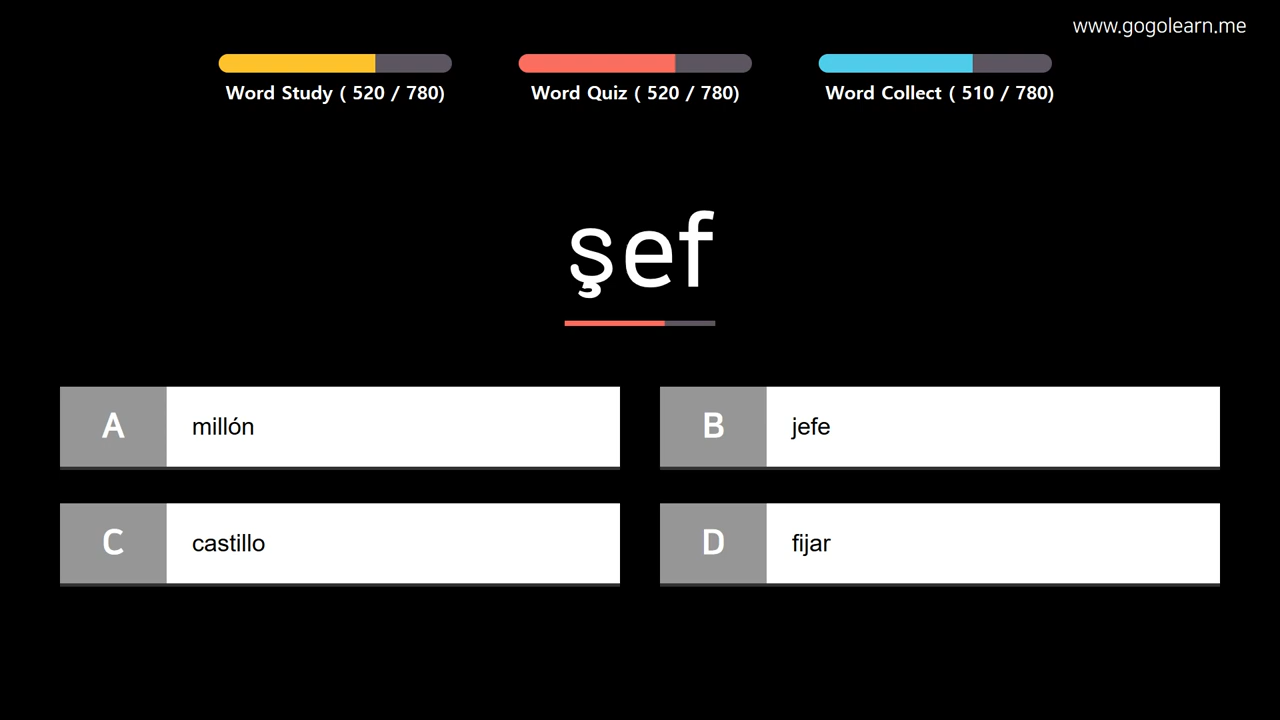 www.gogolearn.me
Word Study ( 520 / 780)
Word Quiz ( 520 / 780)
Word Collect ( 510 / 780)
şef
A millón
B jefe
C castillo
D fijar